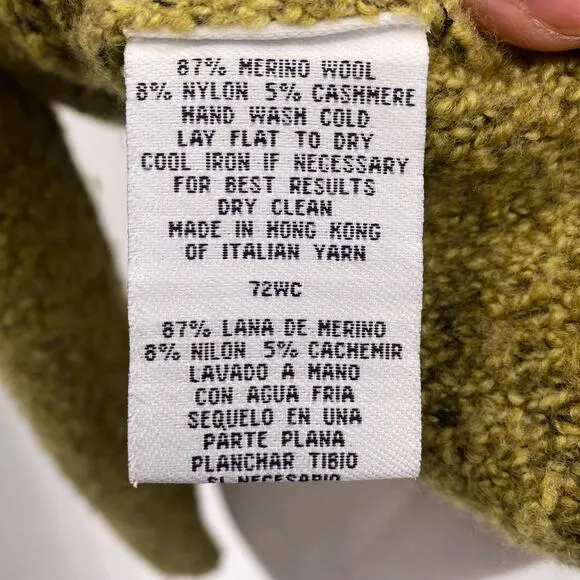 87% MERINO WOOL
8% NYLON 5% CASHMERE
HAND WASH COLD
LAY FLAT TO DRY
COOL IRON IF NECESSARY
FOR BEST RESULTS
DRY CLEAN
MADE IN HONG KONG
OF ITALIAN YARN
72WC
87% LANA DE MERINO
8% NILON 5% CACHEMIR
LAVADO A MANO
CON AGUA FRIA
SEQUELO EN UNA
PARTE PLANA
PLANCHAR TIBIO
SI NECESARIO